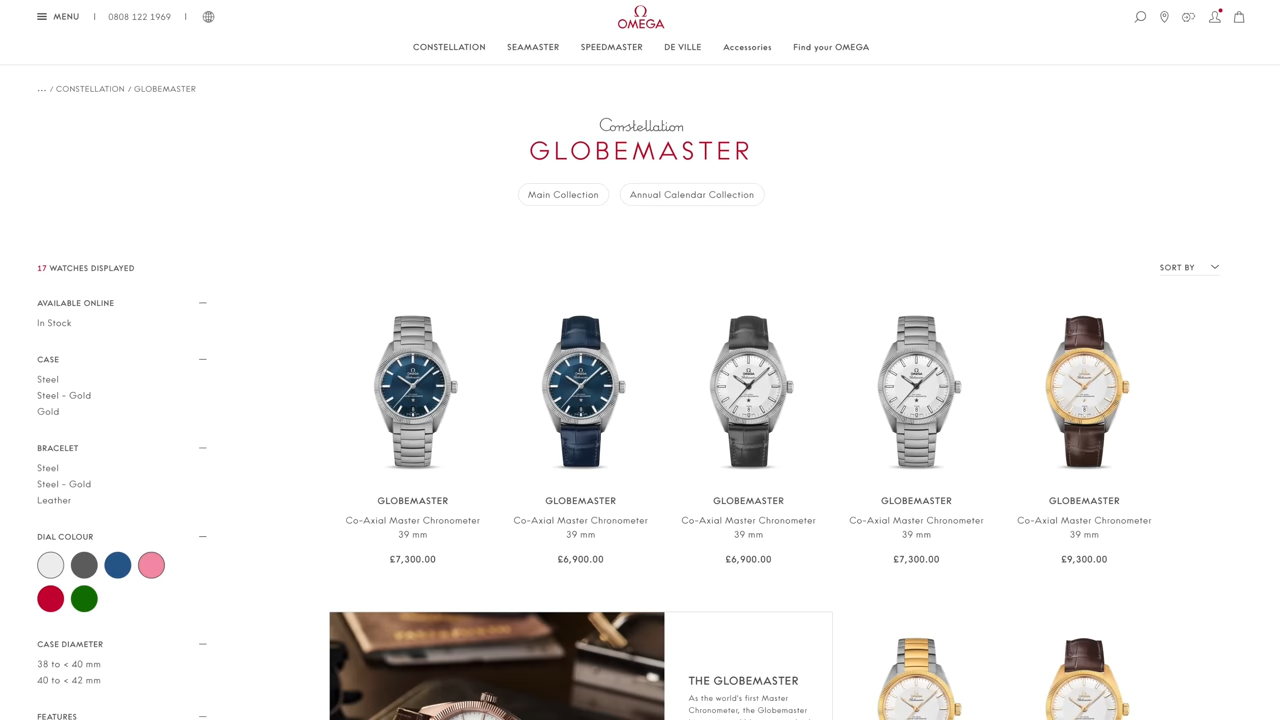 MENU
0808 122 1969
OMEGA
CONSTELLATION
SEAMASTER
SPEEDMASTER
DE VILLE
Accessories
Find your OMEGA
... / CONSTELLATION / GLOBEMASTER
Constellation
GLOBEMASTER
Main Collection
Annual Calendar Collection
17 WATCHES DISPLAYED
SORT BY
AVAILABLE ONLINE
In Stock
CASE
Steel
Steel - Gold
Gold
BRACELET
Steel
Steel - Gold
Leather
DIAL COLOUR
CASE DIAMETER
38 to < 40 mm
40 to < 42 mm
FEATURES
GLOBEMASTER
Co-Axial Master Chronometer
39 mm
£7,300.00
GLOBEMASTER
Co-Axial Master Chronometer
39 mm
£6,900.00
GLOBEMASTER
Co-Axial Master Chronometer
39 mm
£6,900.00
GLOBEMASTER
Co-Axial Master Chronometer
39 mm
£7,300.00
GLOBEMASTER
Co-Axial Master Chronometer
39 mm
£9,300.00
THE GLOBEMASTER
As the world's first Master
Chronometer, the Globemaster